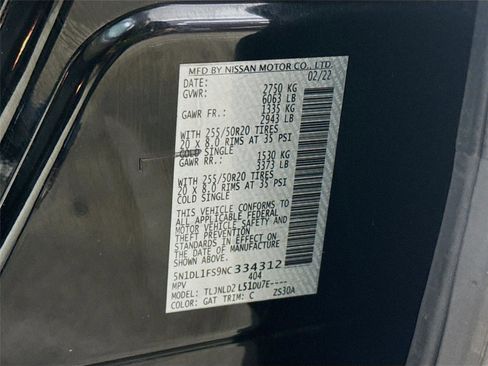 MFD BY NISSAN MOTOR CO., LTD.
DATE: 02/22
GVWR: 2750 KG
6063 LB
GAWR FR.: 1335 KG
2943 LB
WITH 255/50R20 TIRES
20 X 8.0 RIMS AT 35 PSI
COLD SINGLE
GAWR RR.: 1530 KG
3373 LB
WITH 255/50R20 TIRES
20 X 8.0 RIMS AT 35 PSI
COLD SINGLE
THIS VEHICLE CONFORMS TO
ALL APPLICABLE FEDERAL
MOTOR VEHICLE SAFETY AND
THEFT PREVENTION
STANDARDS IN EFFECT ON
THE DATE OF MANUFACTURE
5N1DL1FS9NC334312
MPV 404
MODEL: TLJNLDZ L51DU7E----
COLOR: GAT TRIM: C ZS30A